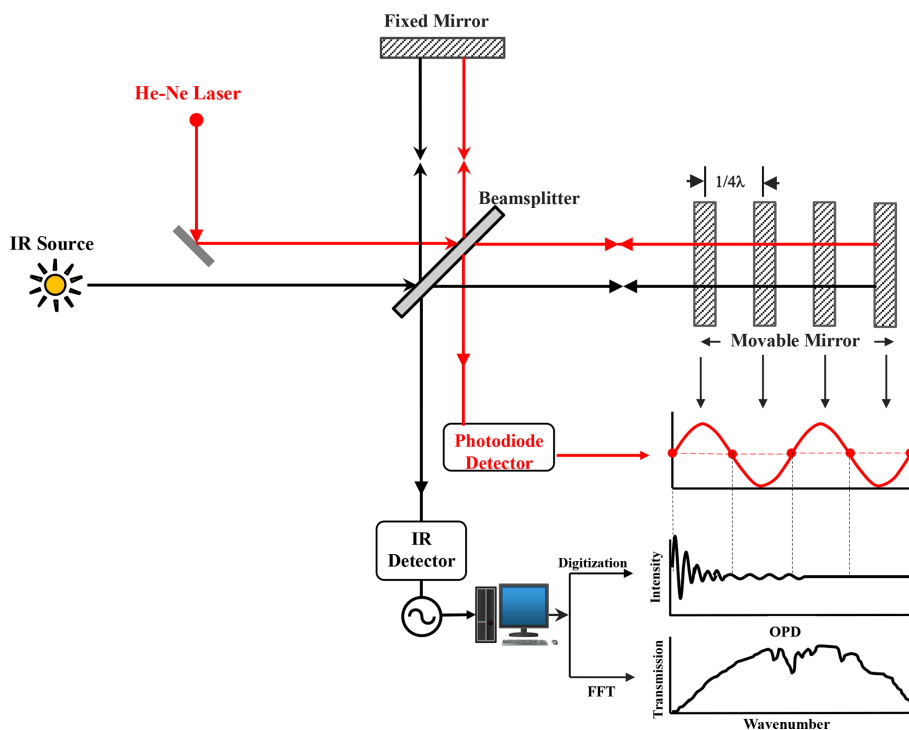 Fixed Mirror
He-Ne Laser
1/4λ
Beamsplitter
IR Source
Movable Mirror
Photodiode
Detector
IR
Detector
Digitization
Intensity
OPD
FFT
Transmission
Wavenumber